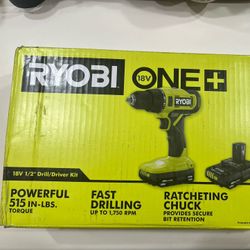 RYOBI
18V
ONE+
RYOBI
18V 1/2" Drill/Driver Kit
POWERFUL
515 IN-LBS.
TORQUE
FAST
DRILLING
UP TO 1,750 RPM
RATCHETING
CHUCK
PROVIDES SECURE
BIT RETENTION